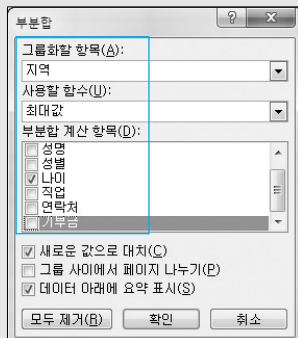 부분합
그룹화할 항목(A):
지역
사용할 함수(U):
최대값
부분합 계산 항목(D):
성명
성별
나이
직업
연락처
기부금
새로운 값으로 대치(C)
그룹 사이에서 페이지 나누기(P)
데이터 아래에 요약 표시(S)
모두 제거(R) 확인 취소